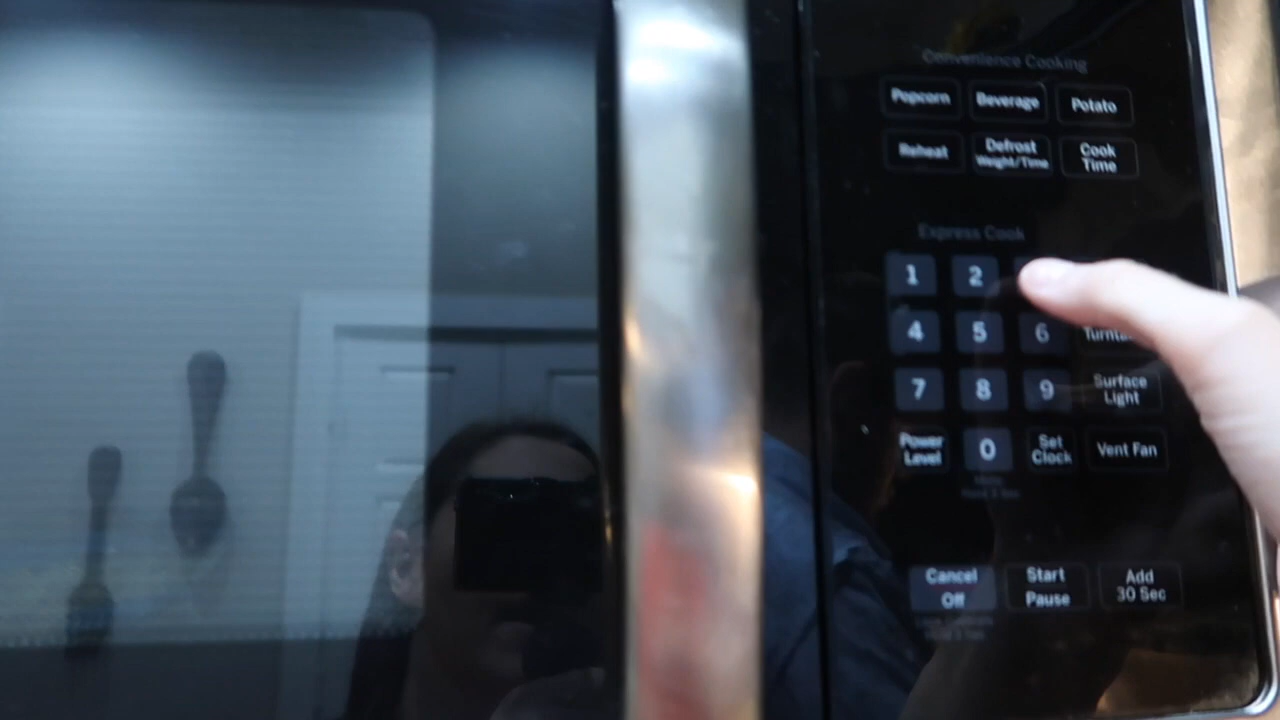 Convenience Cooking
Popcorn Beverage Potato
Reheat Defrost Weight/Time Cook Time
Express Cook
1 2
4 5 6
7 8 9 Surface Light
Power Level 0 Set Clock Vent Fan
Cancel Off Start Pause Add 30 Sec